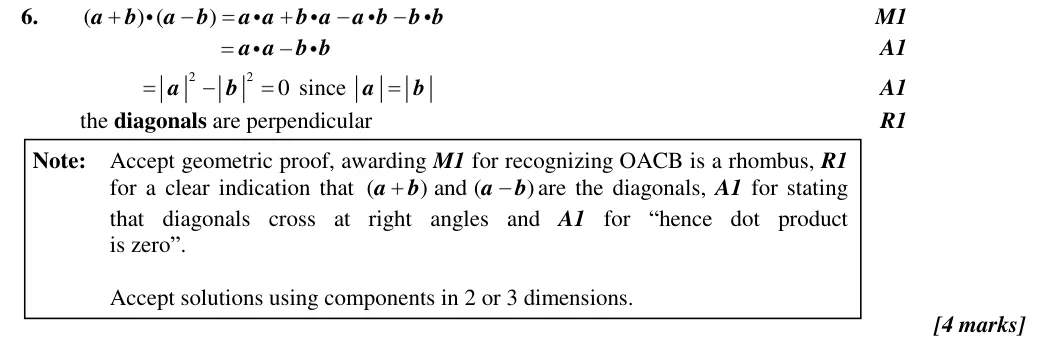 6. (a + b)•(a − b) = a•a + b•a − a•b − b•b M1
= a•a − b•b A1
= |a|² − |b|² = 0 since |a| = |b| A1
the diagonals are perpendicular R1
Note: Accept geometric proof, awarding M1 for recognizing OACB is a rhombus, R1
for a clear indication that (a + b) and (a − b) are the diagonals, A1 for stating
that diagonals cross at right angles and A1 for “hence dot product
is zero”.
Accept solutions using components in 2 or 3 dimensions.
[4 marks]